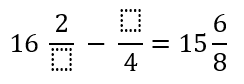 16 2/⬚ − ⬚/4 = 15 6/8